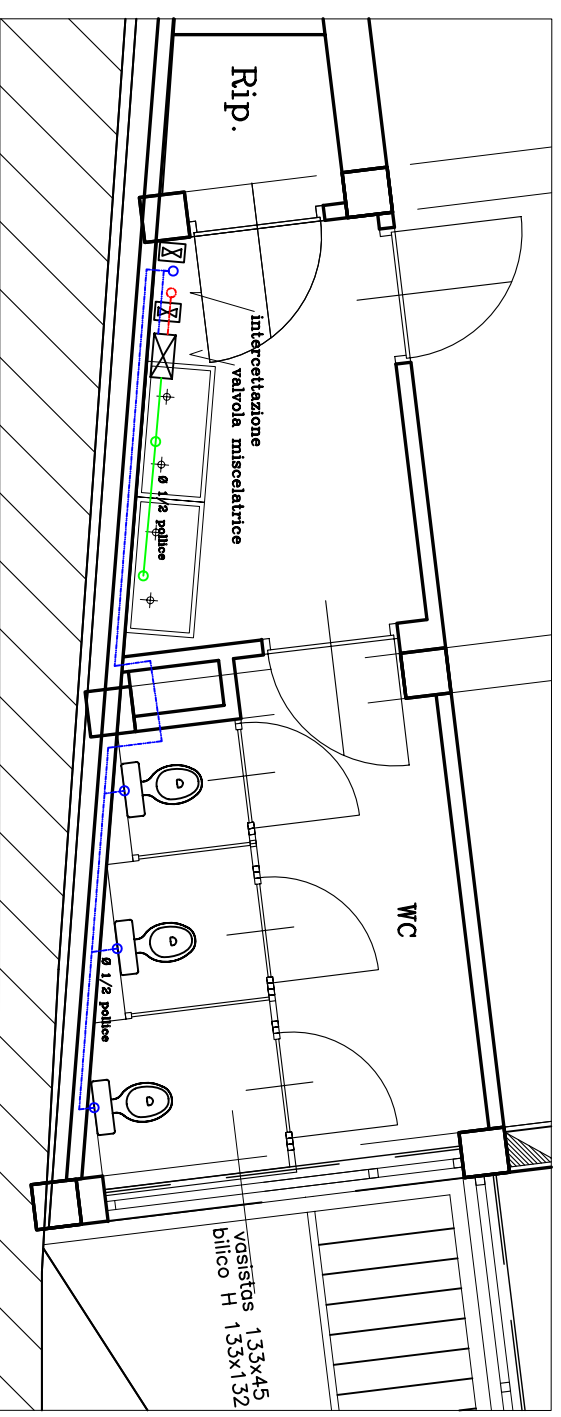 Rip.
intercettazione
valvola miscelatrice
Ø 1/2 pollice
WC
Ø 1/2 pollice
vasistas 133x45
bilico H 133x132